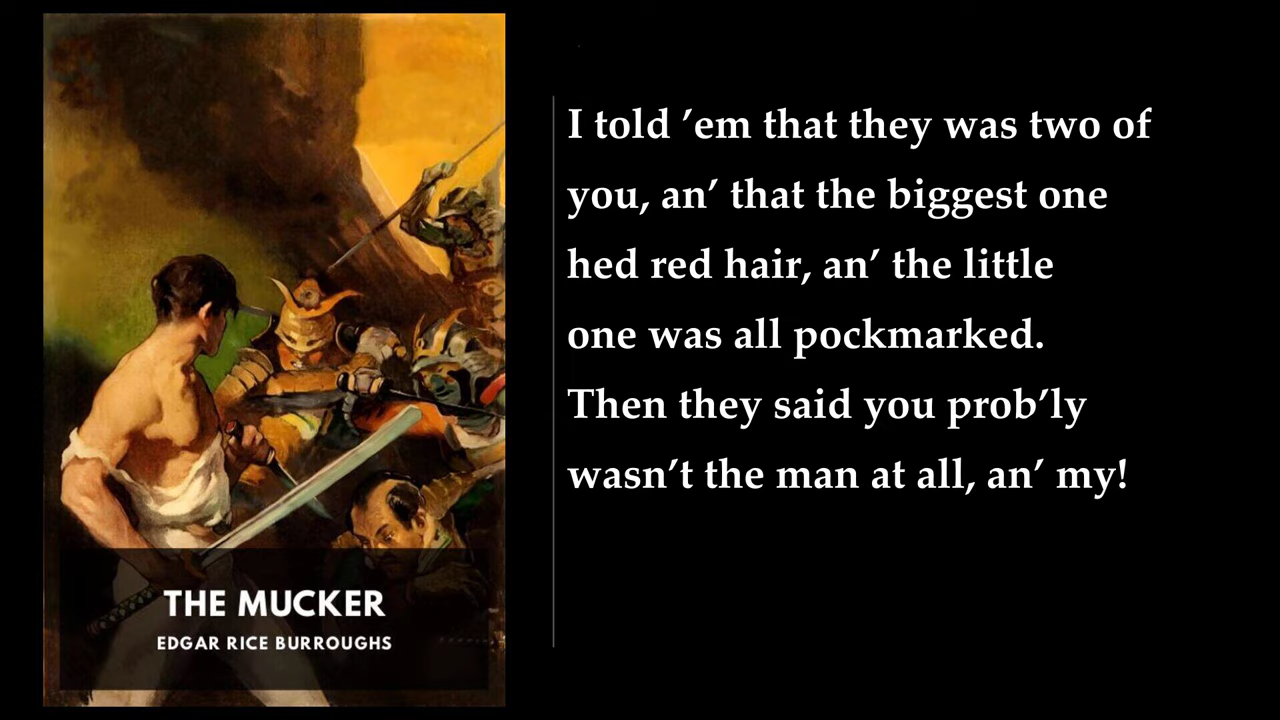 THE MUCKER
EDGAR RICE BURROUGHS
I told ’em that they was two of
you, an’ that the biggest one
hed red hair, an’ the little
one was all pockmarked.
Then they said you prob’ly
wasn’t the man at all, an’ my!